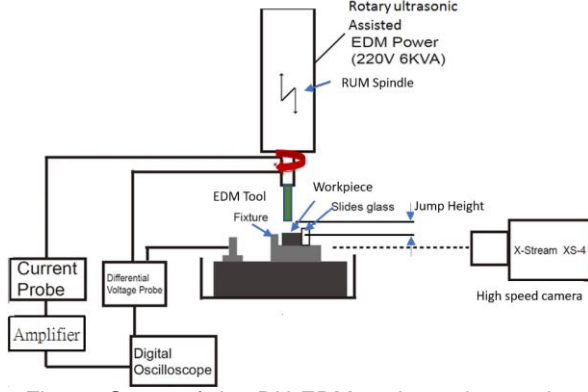 Rotary ultrasonic
Assisted
EDM Power
(220V 6KVA)
RUM Spindle
EDM Tool
Workpiece
Fixture
Slides glass
Jump Height
X-Stream XS-4
High speed camera
Current
Probe
Differential
Voltage Probe
Amplifier
Digital
Oscilloscope